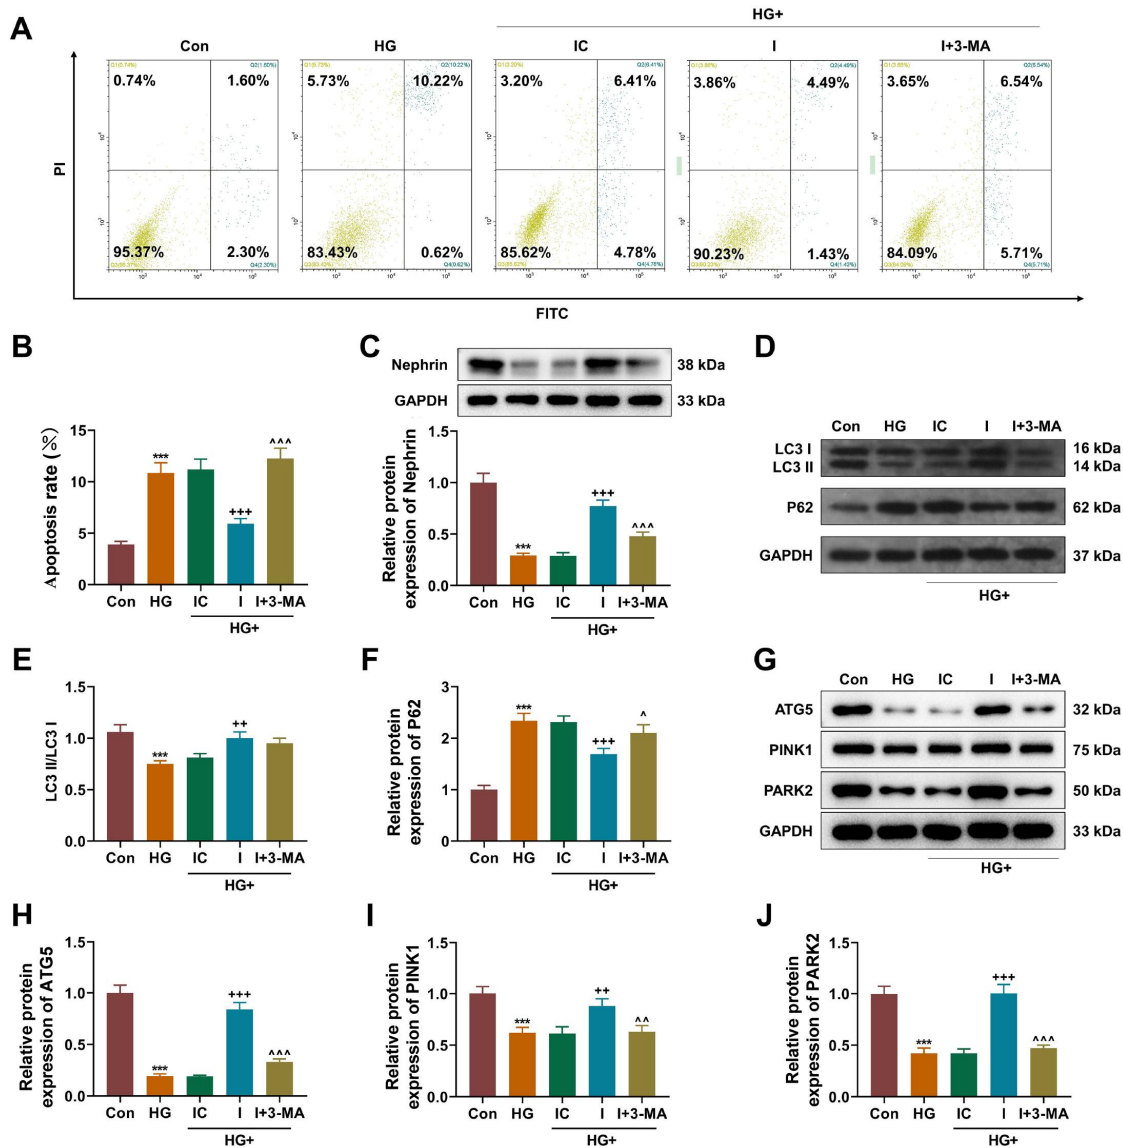 A
HG+
Con
HG
IC
I
I+3-MA
0.74%
1.60%
95.37%
2.30%
5.73%
10.22%
83.43%
0.62%
3.20%
6.41%
85.62%
4.78%
3.86%
4.49%
90.23%
1.43%
3.65%
6.54%
84.09%
5.71%
PI
FITC
B
Apoptosis rate (%)
15
10
5
0
***
+++
^^^
Con HG IC I I+3-MA
HG+
C
Nephrin 38 kDa
GAPDH 33 kDa
Relative protein
expression of Nephrin
1.5
1.0
0.5
0.0
***
+++
^^^
Con HG IC I I+3-MA
HG+
D
Con HG IC I I+3-MA
LC3 I 16 kDa
LC3 II 14 kDa
P62 62 kDa
GAPDH 37 kDa
HG+
E
LC3 II/LC3 I
1.5
1.0
0.5
0.0
***
++
Con HG IC I I+3-MA
HG+
F
Relative protein
expression of P62
3
2
1
0
***
+++
^
Con HG IC I I+3-MA
HG+
G
Con HG IC I I+3-MA
ATG5 32 kDa
PINK1 75 kDa
PARK2 50 kDa
GAPDH 33 kDa
HG+
H
Relative protein
expression of ATG5
1.5
1.0
0.5
0.0
***
+++
^^^
Con HG IC I I+3-MA
HG+
I
Relative protein
expression of PINK1
1.5
1.0
0.5
0.0
***
++
^^
Con HG IC I I+3-MA
HG+
J
Relative protein
expression of PARK2
1.5
1.0
0.5
0.0
***
+++
^^^
Con HG IC I I+3-MA
HG+